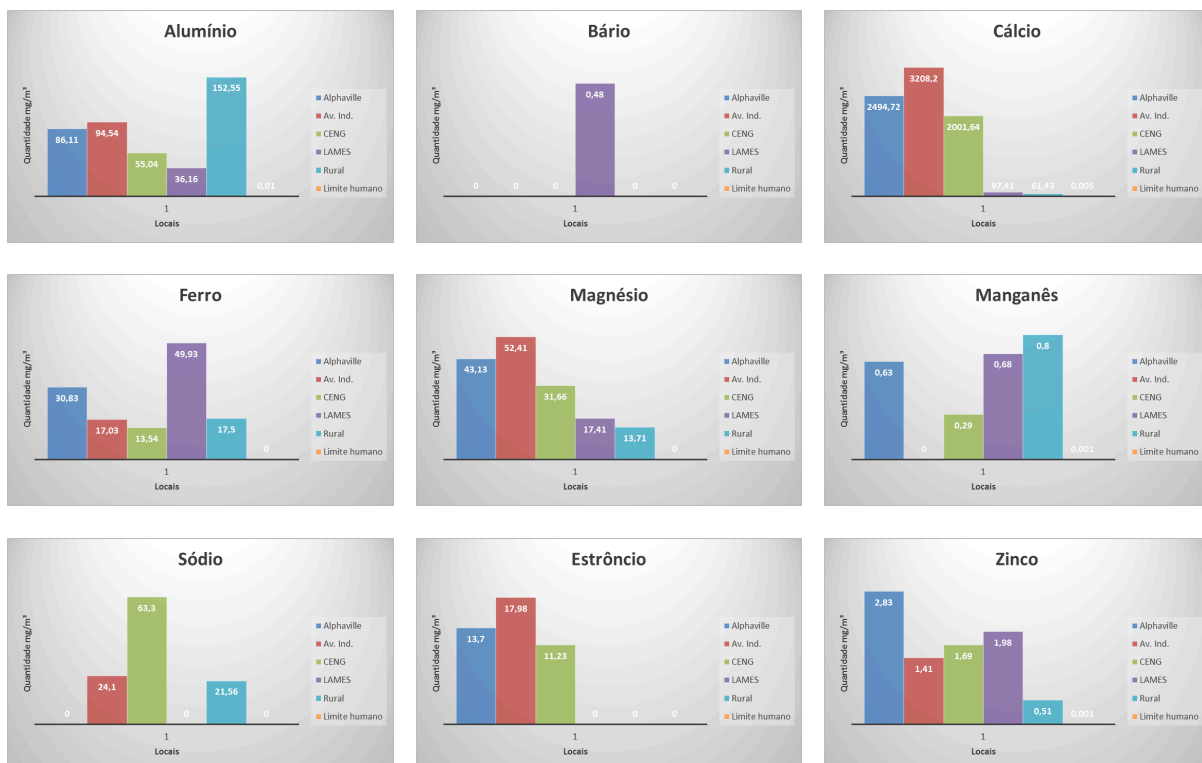 Alumínio
Quantidade mg/m³
86,11
94,54
55,04
36,16
152,55
0,01
1
Locais
Alphaville
Av. Ind.
CENG
LAMES
Rural
Limite humano
Bário
Quantidade mg/m³
0
0
0
0,48
0
0
1
Locais
Alphaville
Av. Ind.
CENG
LAMES
Rural
Limite humano
Cálcio
Quantidade mg/m³
2494,72
3208,2
2001,64
97,41
61,43
0,005
1
Locais
Alphaville
Av. Ind.
CENG
LAMES
Rural
Limite humano
Ferro
Quantidade mg/m³
30,83
17,03
13,54
49,93
17,5
0
1
Locais
Alphaville
Av. Ind.
CENG
LAMES
Rural
Limite humano
Magnésio
Quantidade mg/m³
43,13
52,41
31,66
17,41
13,71
0
1
Locais
Alphaville
Av. Ind.
CENG
LAMES
Rural
Limite humano
Manganês
Quantidade mg/m³
0,63
0
0,29
0,68
0,8
0,001
1
Locais
Alphaville
Av. Ind.
CENG
LAMES
Rural
Limite humano
Sódio
Quantidade mg/m³
0
24,1
63,3
0
21,56
0
1
Locais
Alphaville
Av. Ind.
CENG
LAMES
Rural
Limite humano
Estrôncio
Quantidade mg/m³
13,7
17,98
11,23
0
0
0
1
Locais
Alphaville
Av. Ind.
CENG
LAMES
Rural
Limite humano
Zinco
Quantidade mg/m³
2,83
1,41
1,69
1,98
0,51
0,001
1
Locais
Alphaville
Av. Ind.
CENG
LAMES
Rural
Limite humano